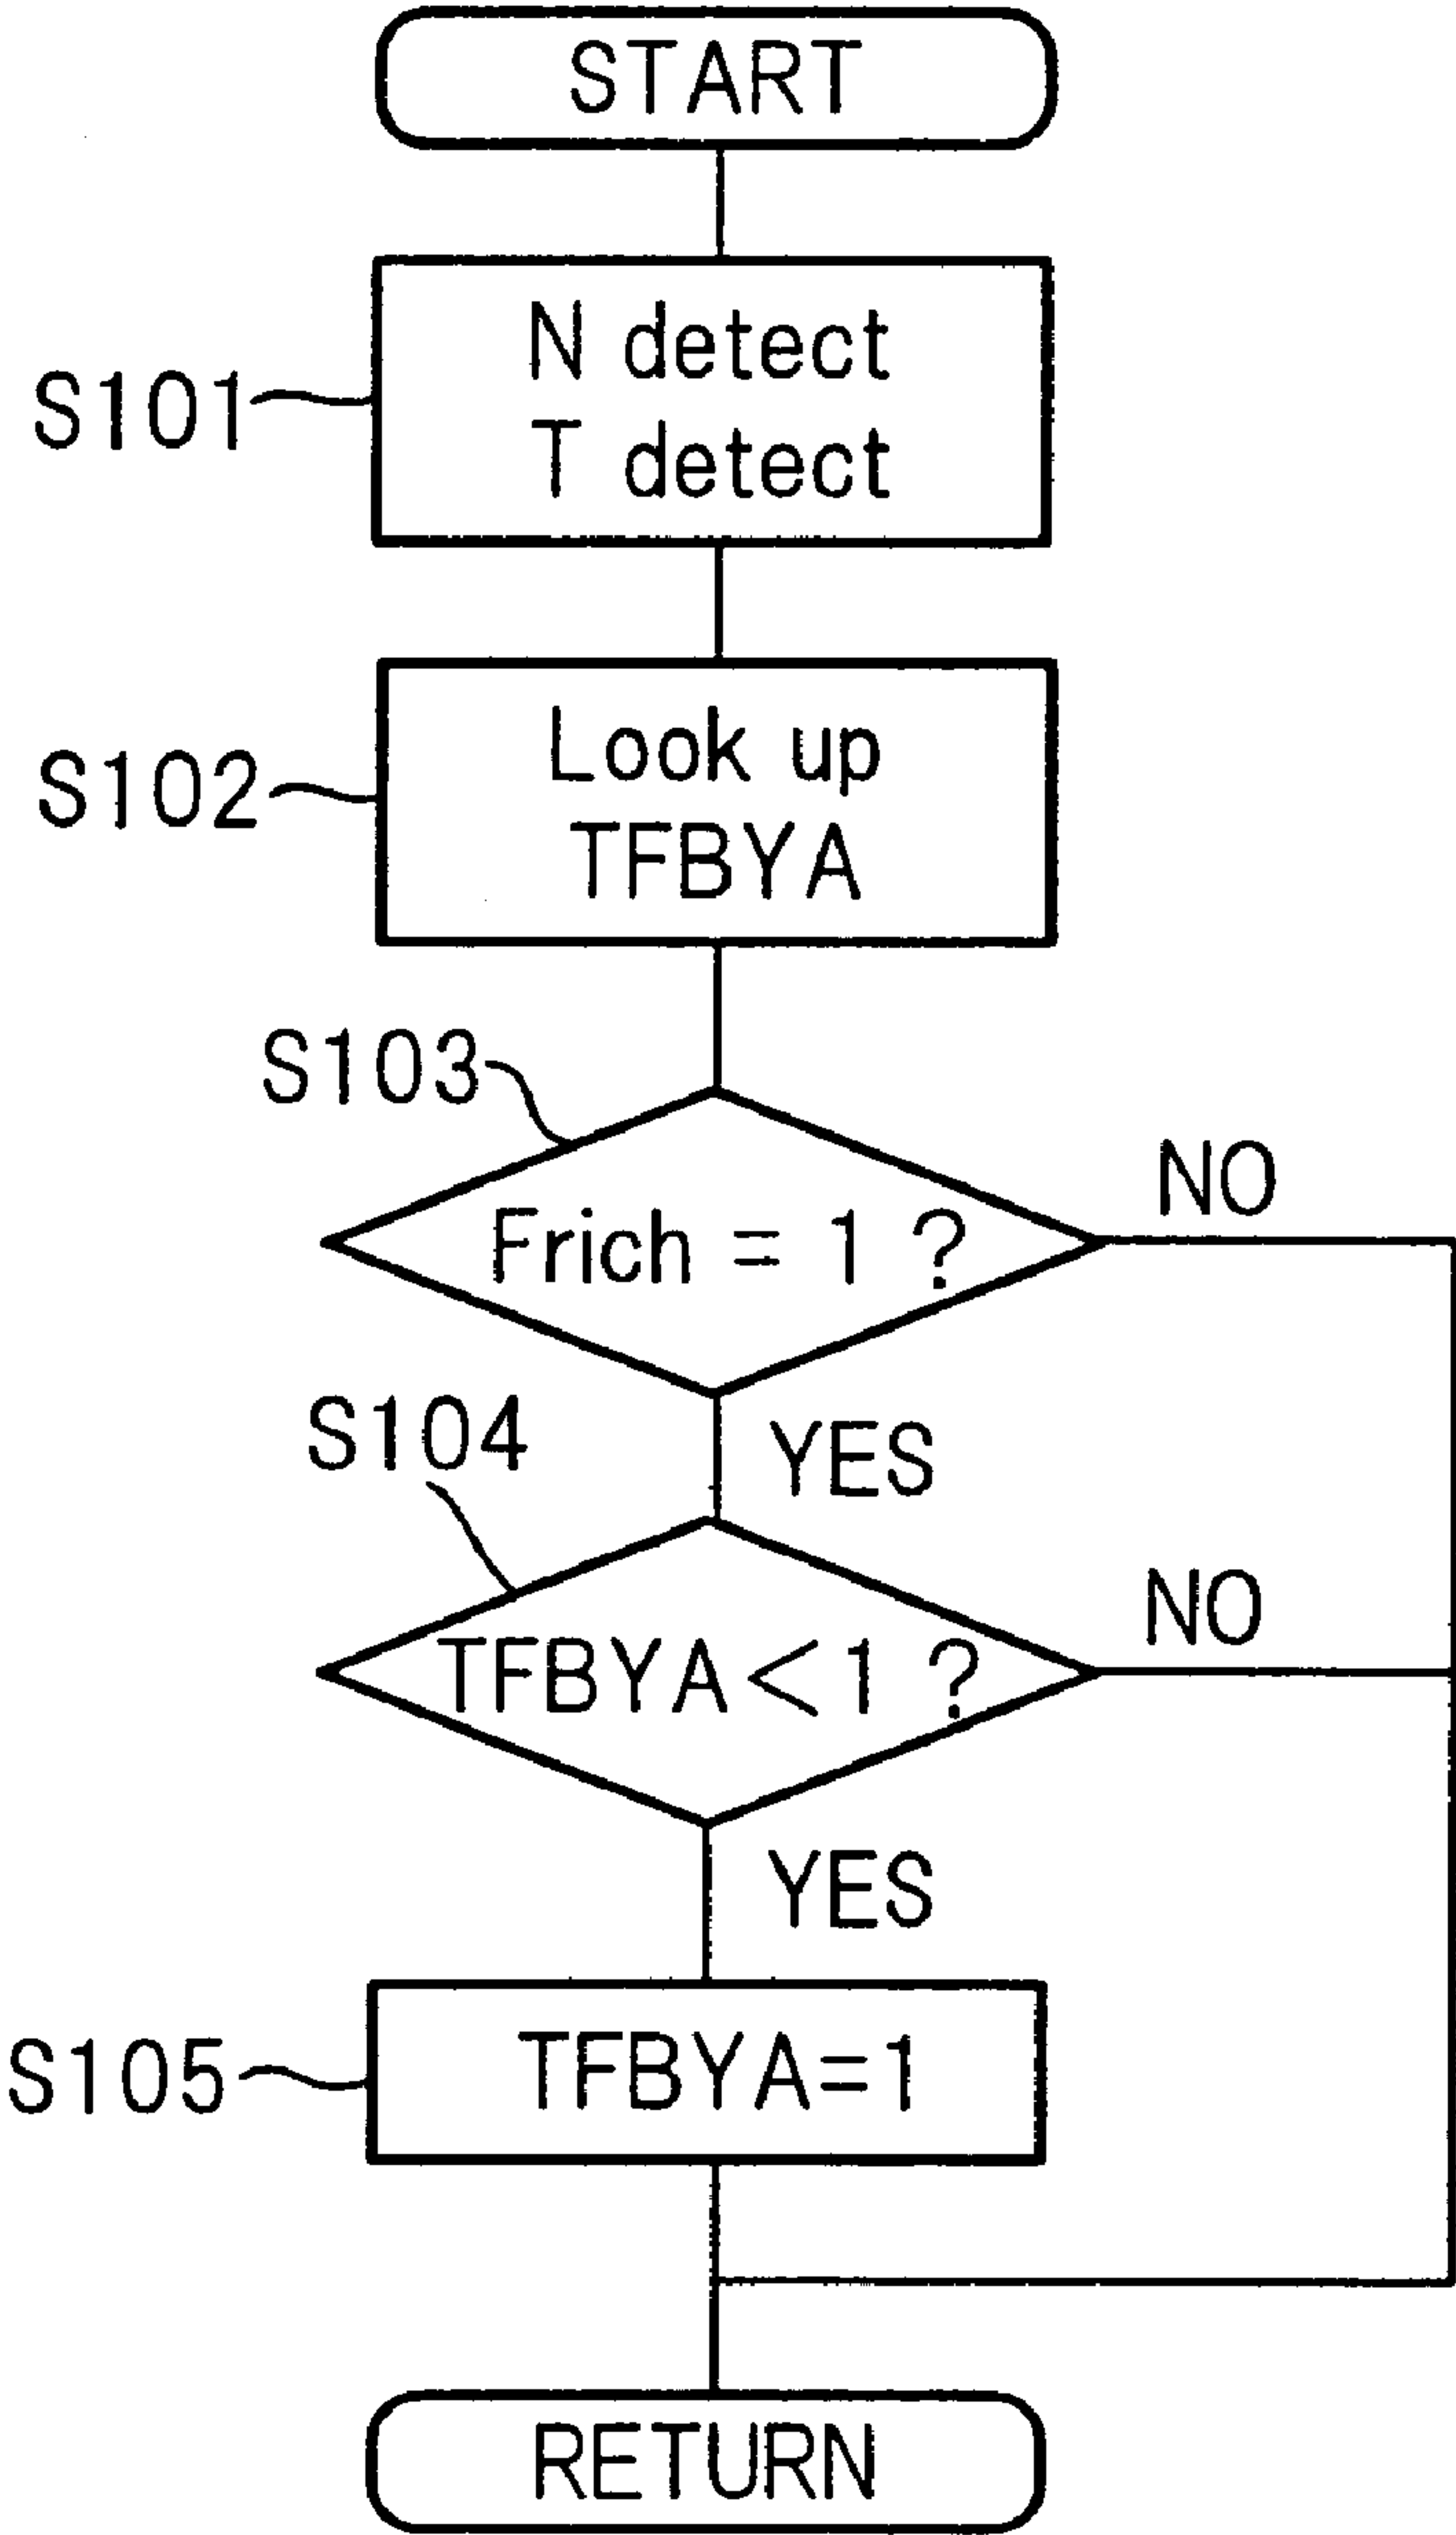 START
S101
N detect
T detect
S102
Look up
TFBYA
S103
Frich = 1 ?
NO
YES
S104
TFBYA<1 ?
NO
YES
S105
TFBYA=1
RETURN